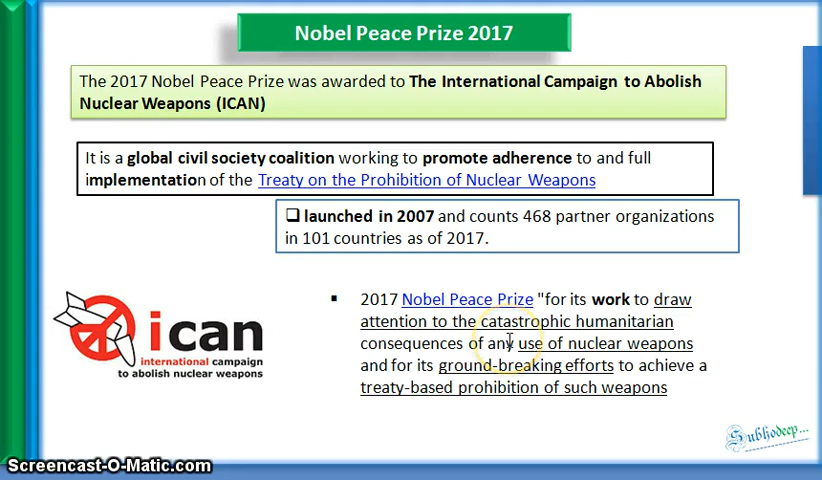 Nobel Peace Prize 2017
The 2017 Nobel Peace Prize was awarded to The International Campaign to Abolish
Nuclear Weapons (ICAN)
It is a global civil society coalition working to promote adherence to and full
implementation of the Treaty on the Prohibition of Nuclear Weapons
❑ launched in 2007 and counts 468 partner organizations
in 101 countries as of 2017.
ican
international campaign
to abolish nuclear weapons
▪ 2017 Nobel Peace Prize "for its work to draw
attention to the catastrophic humanitarian
consequences of any use of nuclear weapons
and for its ground-breaking efforts to achieve a
treaty-based prohibition of such weapons
Subhodeep...
Screencast-O-Matic.com